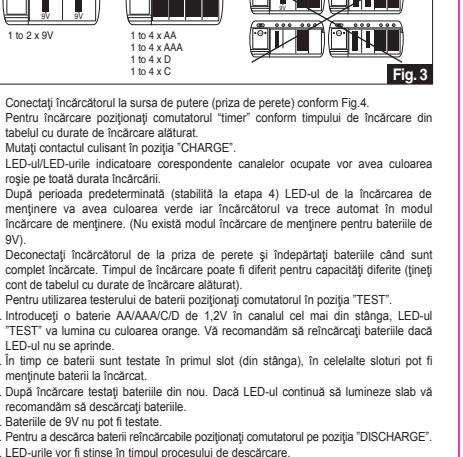 9V 9V
9V
1 to 2 x 9V
1 to 4 x AA
1 to 4 x AAA
1 to 4 x D
1 to 4 x C
Fig. 3
Conectaţi încărcătorul la sursa de putere (priza de perete) conform Fig.4.
Pentru încărcare poziţionaţi comutatorul “timer” conform timpului de încărcare din
tabelul cu durate de încărcare alăturat.
Mutaţi contactul culisant în poziţia ”CHARGE”.
LED-ul/LED-urile indicatoare corespondente canalelor ocupate vor avea culoarea
roşie pe toată durata încărcării.
După perioada predeterminată (stabilită la etapa 4) LED-ul de la încărcarea de
menţinere va avea culoarea verde iar încărcătorul va trece automat în modul
încărcare de menţinere. (Nu există modul încărcare de menţinere pentru bateriile de
9V).
Deconectaţi încărcătorul de la priza de perete şi îndepărtaţi bateriile când sunt
complet încărcate. Timpul de încărcare poate fi diferit pentru capacităţi diferite (ţineţi
cont de tabelul cu durate de încărcare alăturat).
Pentru utilizarea testerului de baterii poziţionaţi comutatorul în poziţia ”TEST”.
. Introduceţi o baterie AA/AAA/C/D de 1,2V în canalul cel mai din stânga, LED-ul
”TEST” va lumina cu culoarea orange. Vă recomandăm să reîncărcaţi bateriile dacă
LED-ul nu se aprinde.
. În timp ce baterii sunt testate în primul slot (din stânga), în celelalte sloturi pot fi
menţinute baterii la încărcat.
. După încărcare testaţi bateriile din nou. Dacă LED-ul continuă să lumineze slab vă
recomandăm să descărcaţi bateriile.
. Bateriile de 9V nu pot fi testate.
. Pentru a descărca baterii reîncărcabile poziţionaţi comutatorul pe poziţia ”DISCHARGE”.
. LED-urile vor fi stinse în timpul procesului de descărcare.